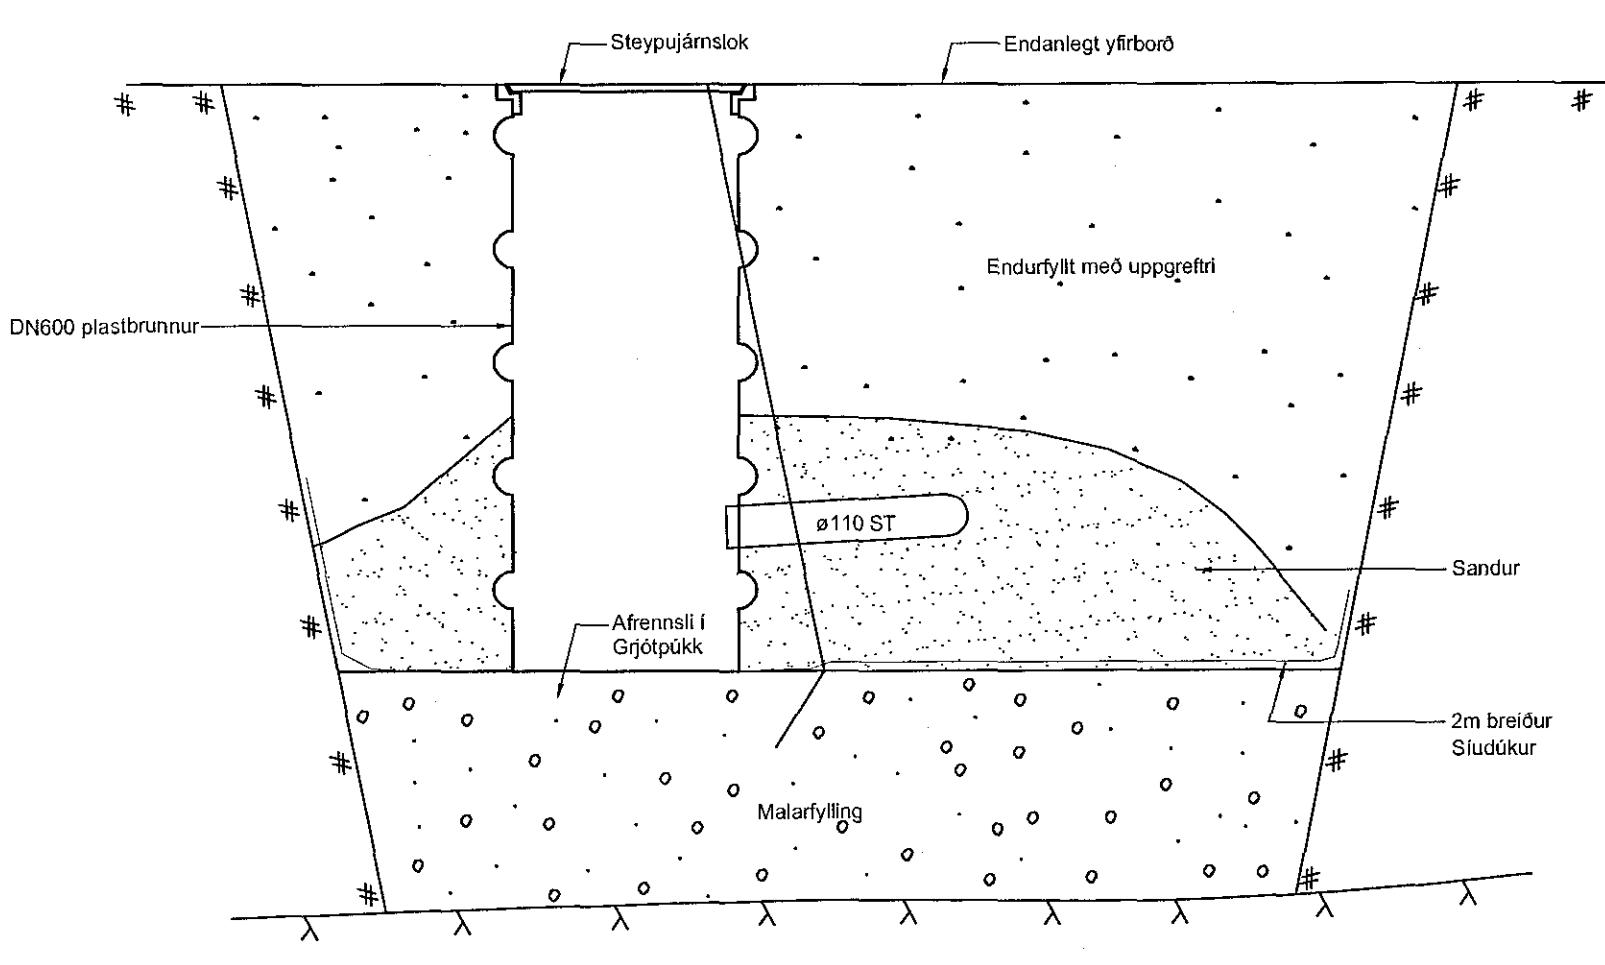 Steypujárnslok
Endanlegt yfirborð
Endurfyllt með uppgreftri
DN600 plastbrunnur
ø110 ST
Sandur
Afrennsli í
Grjótpúkk
2m breiður
Síudúkur
Malarfylling